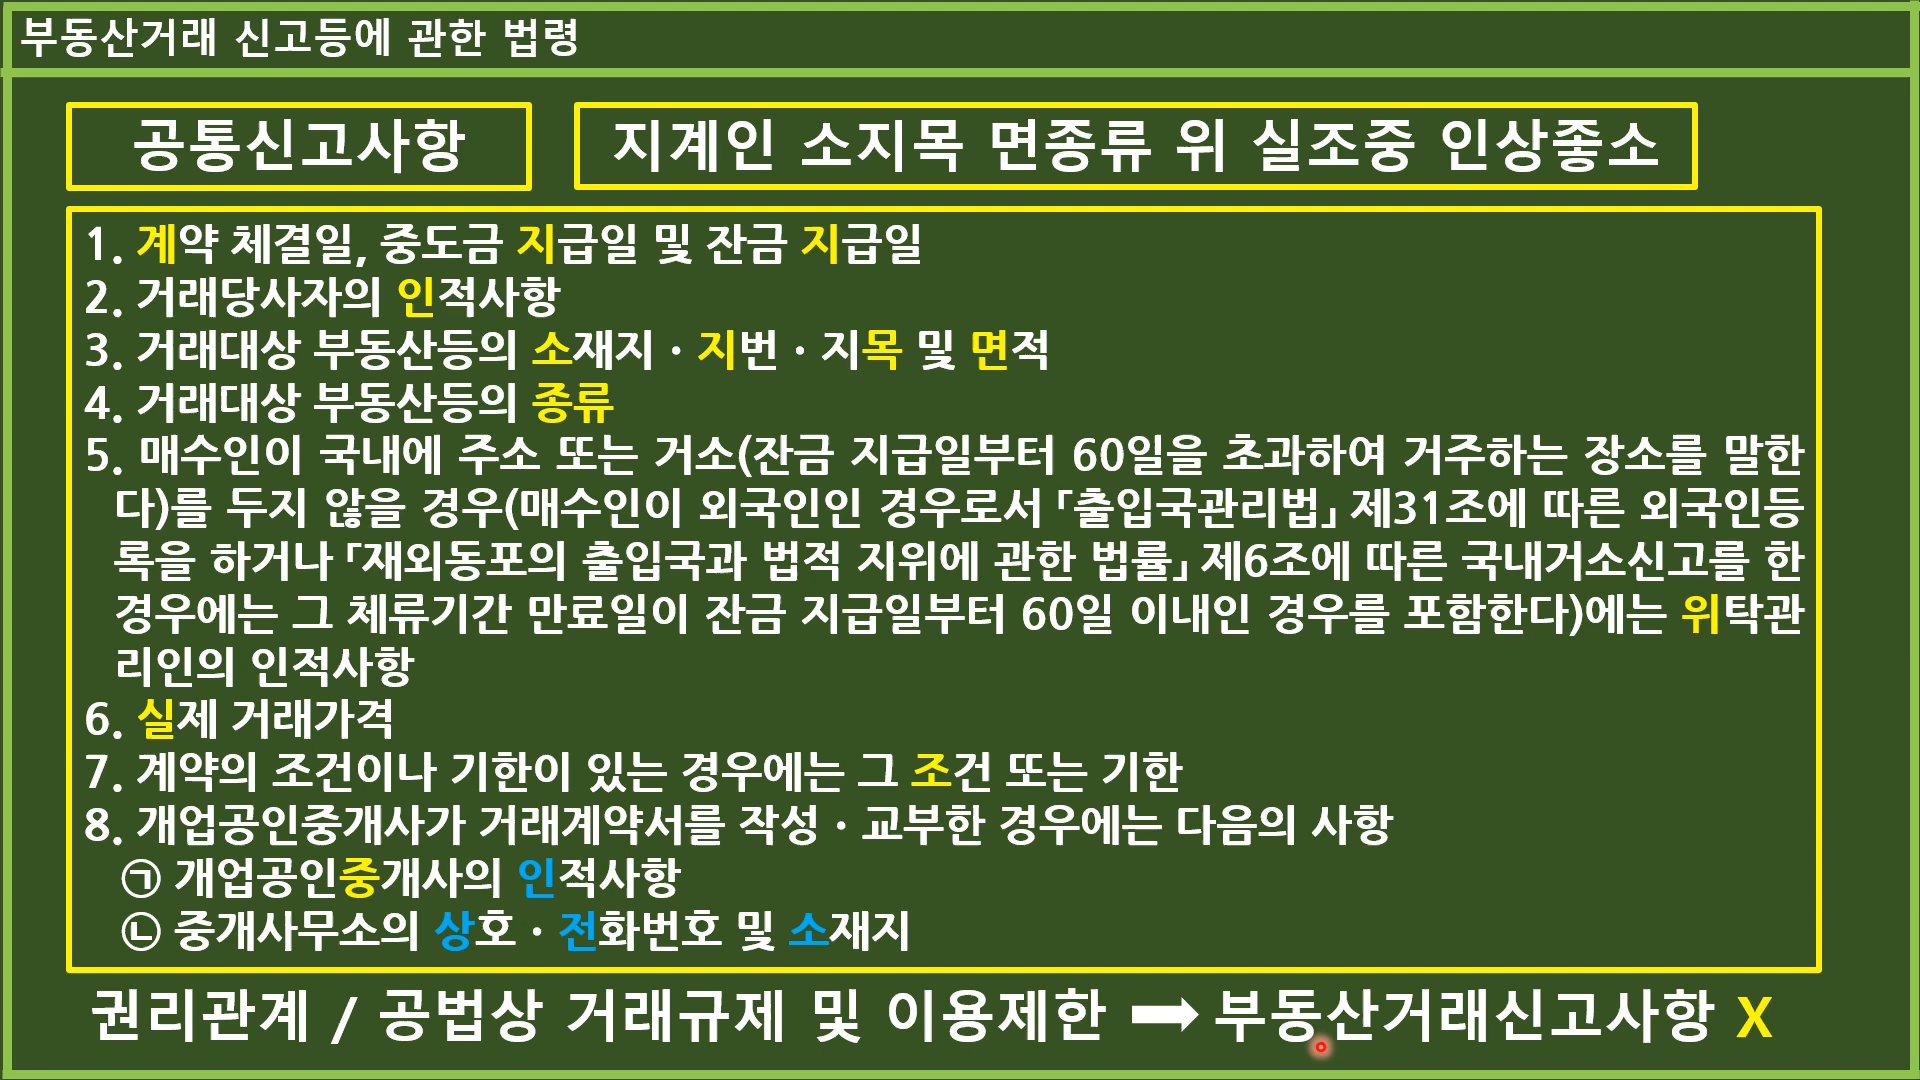 부동산거래 신고등에 관한 법령
공통신고사항
지계인 소지목 면종류 위 실조중 인상좋소
1. 계약 체결일, 중도금 지급일 및 잔금 지급일
2. 거래당사자의 인적사항
3. 거래대상 부동산등의 소재지 · 지번 · 지목 및 면적
4. 거래대상 부동산등의 종류
5. 매수인이 국내에 주소 또는 거소(잔금 지급일부터 60일을 초과하여 거주하는 장소를 말한
다)를 두지 않을 경우(매수인이 외국인인 경우로서 「출입국관리법」 제31조에 따른 외국인등
록을 하거나 「재외동포의 출입국과 법적 지위에 관한 법률」 제6조에 따른 국내거소신고를 한
경우에는 그 체류기간 만료일이 잔금 지급일부터 60일 이내인 경우를 포함한다)에는 위탁관
리인의 인적사항
6. 실제 거래가격
7. 계약의 조건이나 기한이 있는 경우에는 그 조건 또는 기한
8. 개업공인중개사가 거래계약서를 작성 · 교부한 경우에는 다음의 사항
㉠ 개업공인중개사의 인적사항
㉡ 중개사무소의 상호 · 전화번호 및 소재지
권리관계 / 공법상 거래규제 및 이용제한 ➡ 부동산거래신고사항 X